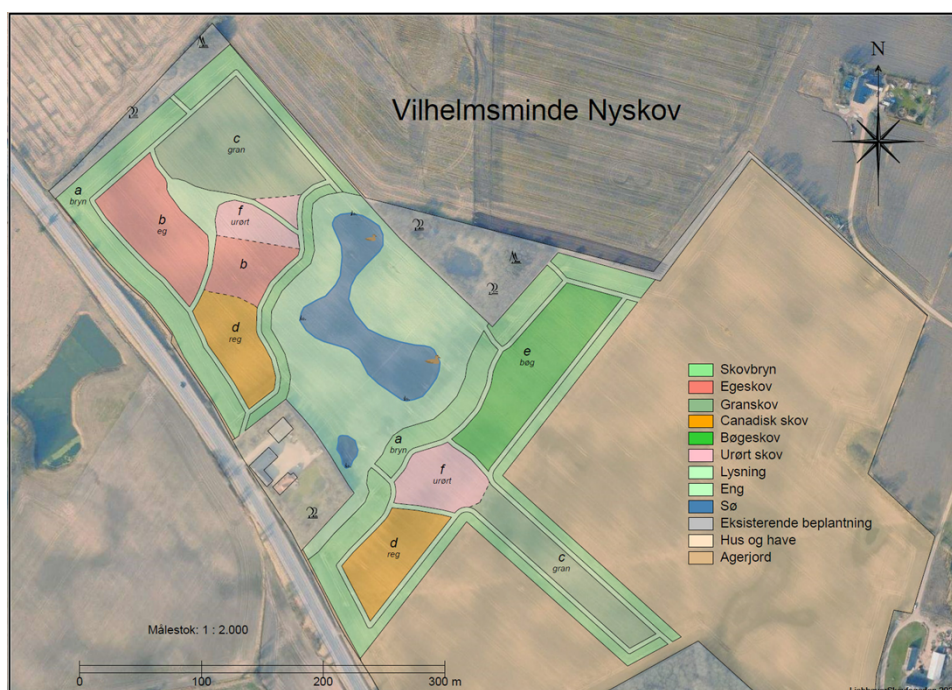 Vilhelmsminde Nyskov
N
c
gran
a
bryn
b
eg
f
urørt
b
d
reg
e
bøg
a
bryn
f
urørt
d
reg
c
gran
Skovbryn
Egeskov
Granskov
Canadisk skov
Bøgeskov
Urørt skov
Lysning
Eng
Sø
Eksisterende beplantning
Hus og have
Agerjord
Målestok: 1 : 2.000
0 100 200 300 m